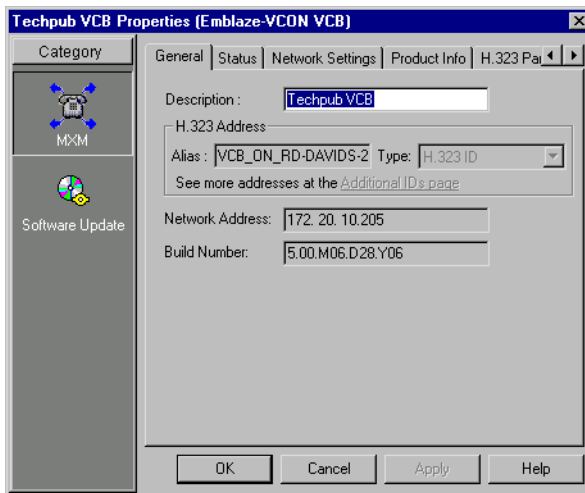 Techpub VCB Properties (Emblaze-VCON VCB)
Category
MXM
Software Update
General Status Network Settings Product Info H.323 Pa
Description : Techpub VCB
H.323 Address
Alias : VCB_ON_RD-DAVIDS-2 Type: H.323 ID
See more addresses at the Additional IDs page
Network Address: 172. 20. 10.205
Build Number: 5.00.M06.D28.Y06
OK Cancel Apply Help